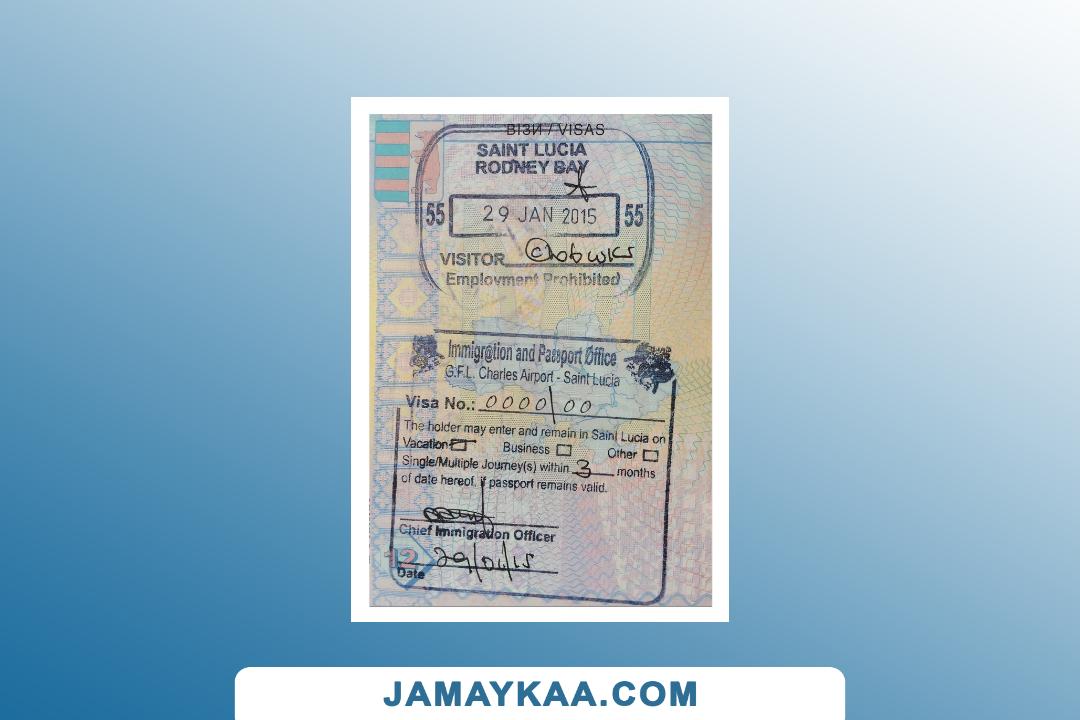 ВІЗИ / VISAS
SAINT LUCIA
RODNEY BAY
55 29 JAN 2015 55
VISITOR
Employment Prohibited
Immigration and Passport Office
G.F.L. Charles Airport - Saint Lucia
Visa No.: 0000/00
The holder may enter and remain in Saint Lucia on
Vacation Business Other
Single/Multiple Journey(s) within 3 months
of date hereof, if passport remains valid.
Chief Immigration Officer
12 29/01/15
Date
JAMAYKAA.COM